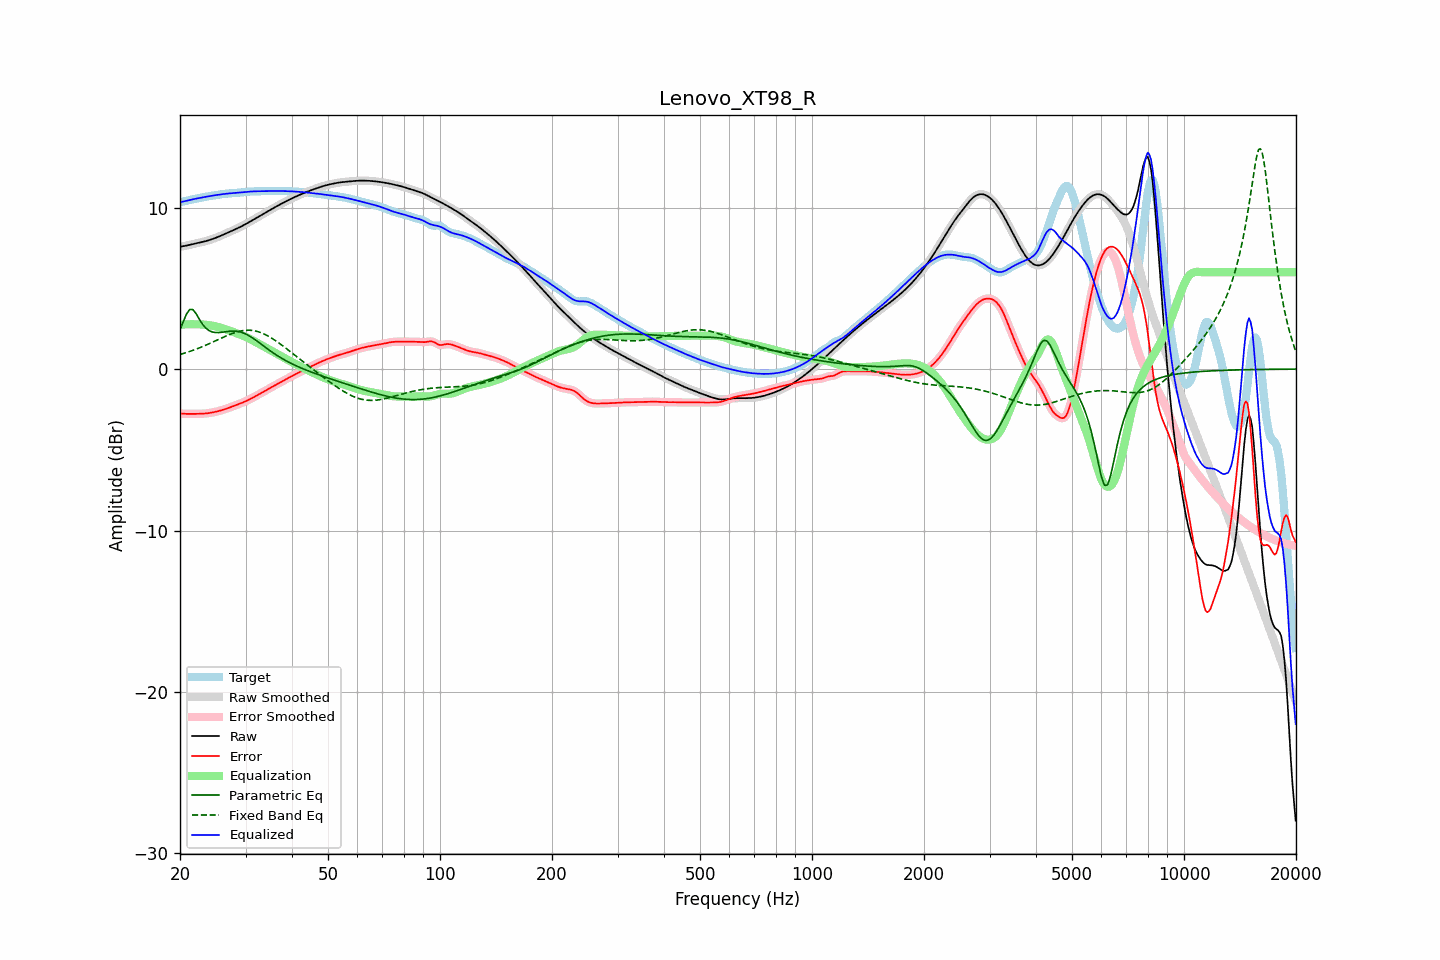 Lenovo_XT98_R
Amplitude (dBr)
10
0
−10
−20
−30
Target
Raw Smoothed
Error Smoothed
Raw
Error
Equalization
Parametric Eq
Fixed Band Eq
Equalized
20 50 100 200 500 1000 2000 5000 10000 20000
Frequency (Hz)